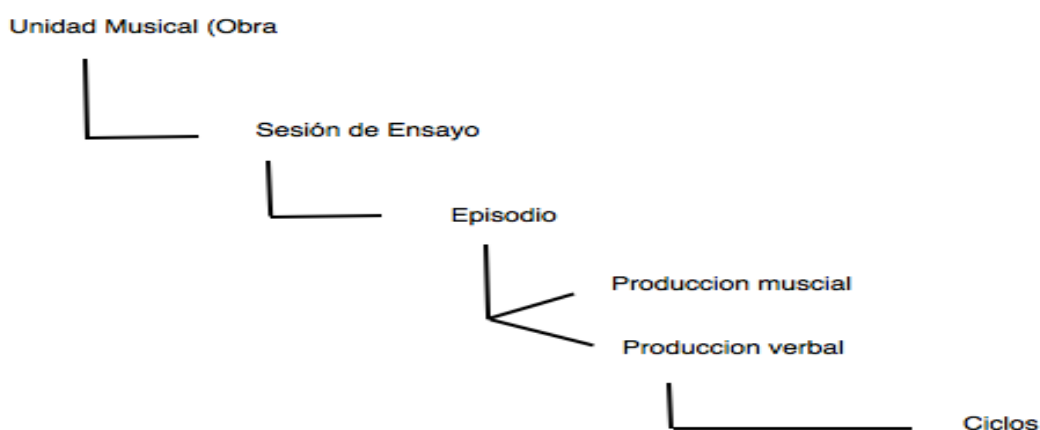 Unidad Musical (Obra
Sesión de Ensayo
Episodio
Produccion muscial
Produccion verbal
Ciclos